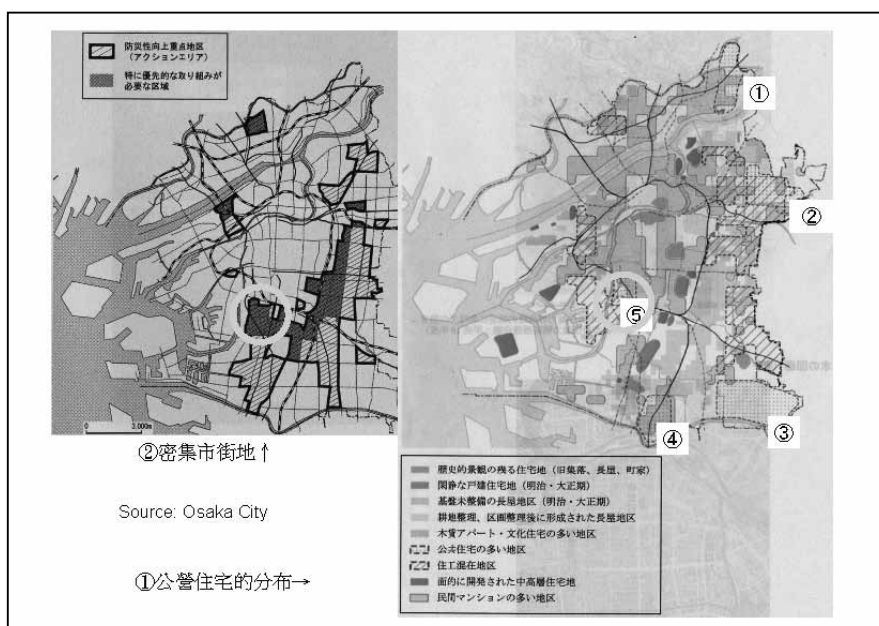 防災性向上重点地区
（アクションエリア）
特に優先的な取り組みが
必要な区域
0 3,000m
①
②
⑤
③
④
②密集市街地↑
Source: Osaka City
①公營住宅的分布→
歴史的景観の残る住宅地（旧集落、長屋、町家）
閑静な戸建住宅地（明治・大正期）
基盤未整備の長屋地区（明治・大正期）
耕地整理、区画整理後に形成された長屋地区
木賃アパート・文化住宅の多い地区
公共住宅の多い地区
住工混在地区
面的に開発された中高層住宅地
民間マンションの多い地区